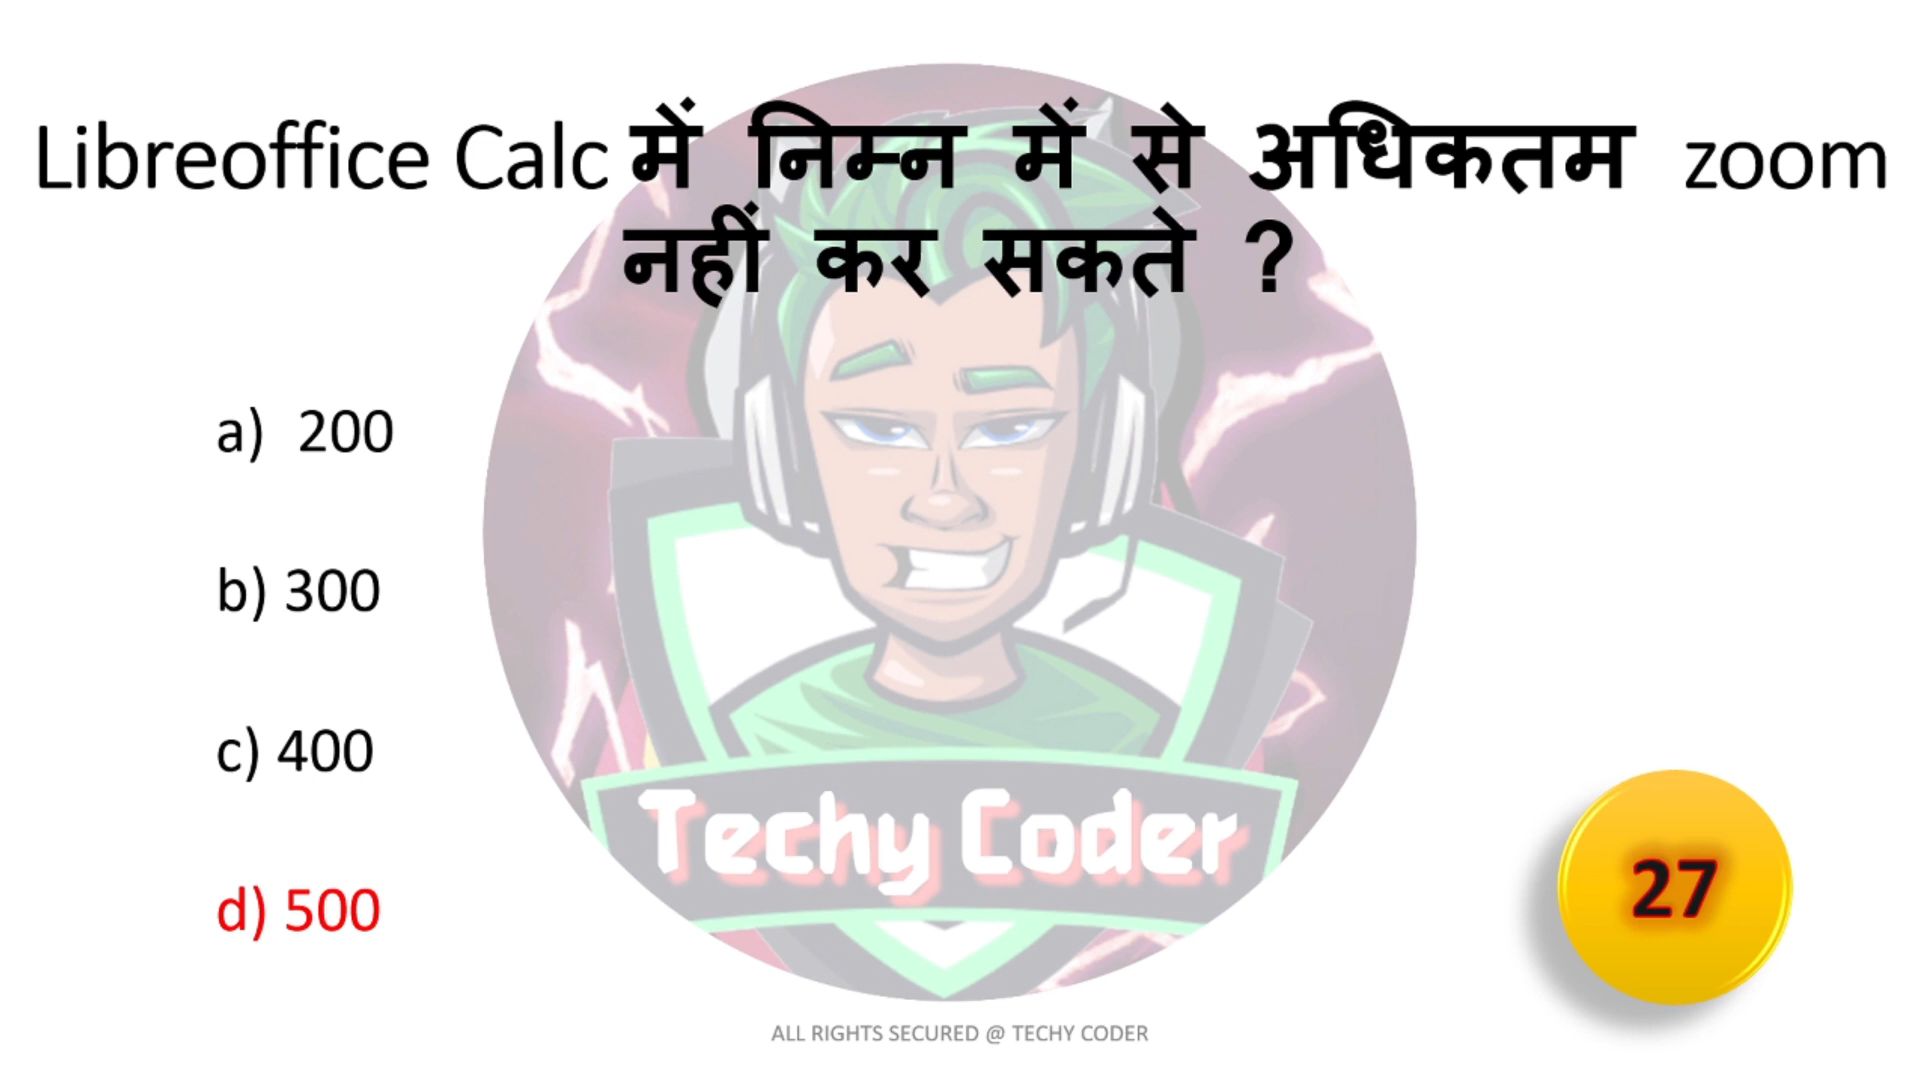 Libreoffice Calc में निम्न में से अधिकतम zoom
नहीं कर सकते ?
a) 200
b) 300
c) 400
d) 500
Techy Coder
27
ALL RIGHTS SECURED @ TECHY CODER